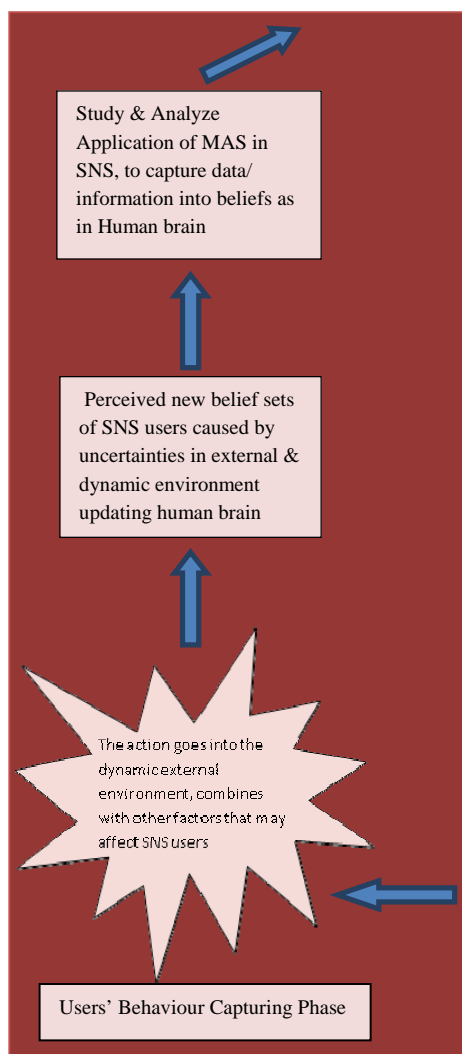 Study & Analyze
Application of MAS in
SNS, to capture data/
information into beliefs as
in Human brain
Perceived new belief sets
of SNS users caused by
uncertainties in external &
dynamic environment
updating human brain
The action goes into the
dynamic external
environment, combines
with other factors that may
affect SNS users
Users’ Behaviour Capturing Phase